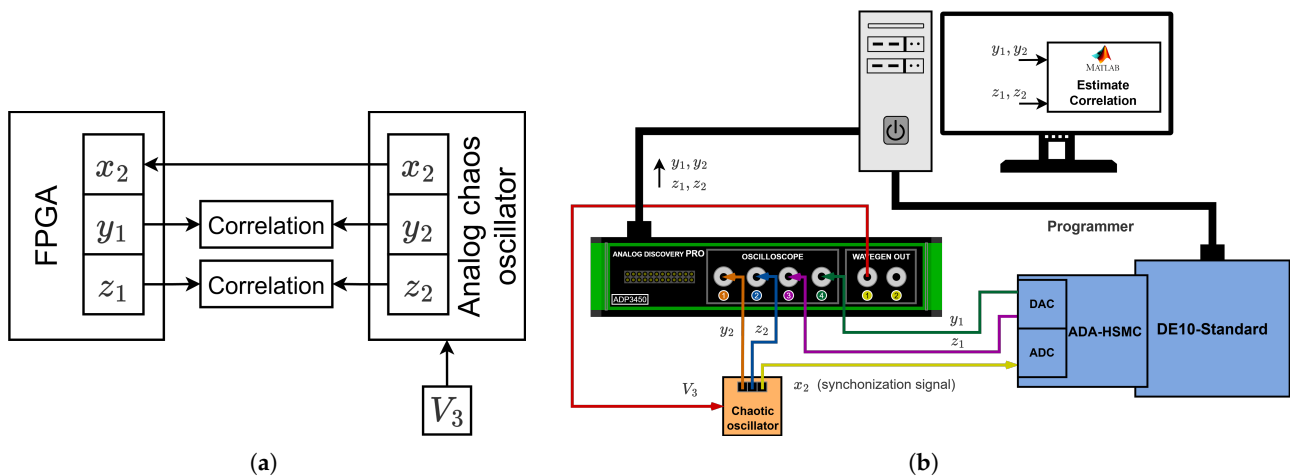 FPGA
x₂
y₁
z₁
Correlation
Correlation
x₂
y₂
z₂
Analog chaos
oscillator
V₃
(a)
y₁, y₂
z₁, z₂
MATLAB
Estimate
Correlation
y₁, y₂
z₁, z₂
Programmer
ANALOG DISCOVERY PRO
OSCILLOSCOPE
WAVEGEN OUT
1
2
3
4
1
2
ADP3450
y₂
z₂
y₁
z₁
DAC
ADC
ADA-HSMC
DE10-Standard
V₃
x₂ (synchonization signal)
Chaotic
oscillator
(b)